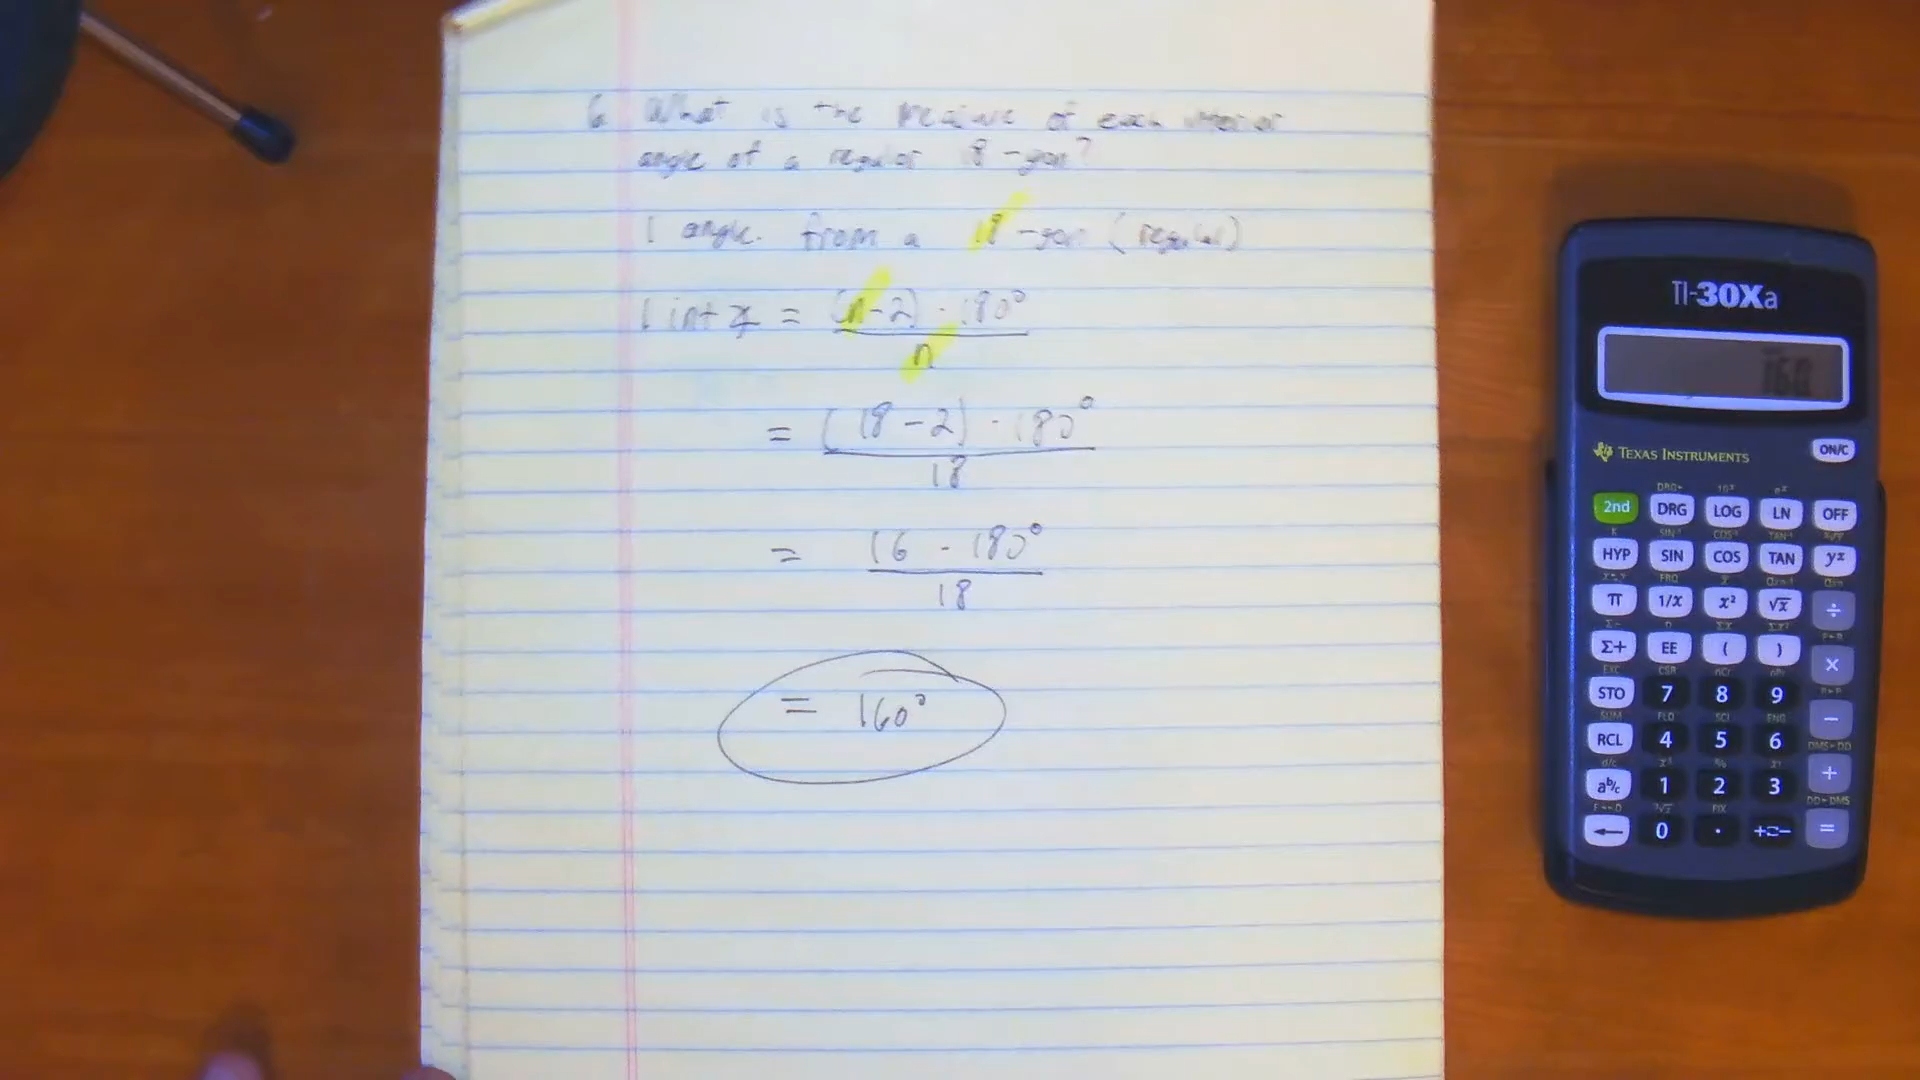 6. What is the measure of each interior
angle of a regular 18-gon?
1 angle. from a 18-gon (regular)
1 int ∡ = (n-2) · 180°
n
= (18-2) · 180°
18
= 16 · 180°
18
= 160°
TI-30Xa
160.
TEXAS INSTRUMENTS
ON/C
2nd DRG LOG LN OFF
HYP SIN COS TAN yˣ
π 1/x x² √x ÷
Σ+ EE ( ) ×
STO 7 8 9 −
RCL 4 5 6 +
aᵇ/c 1 2 3
← 0 . =